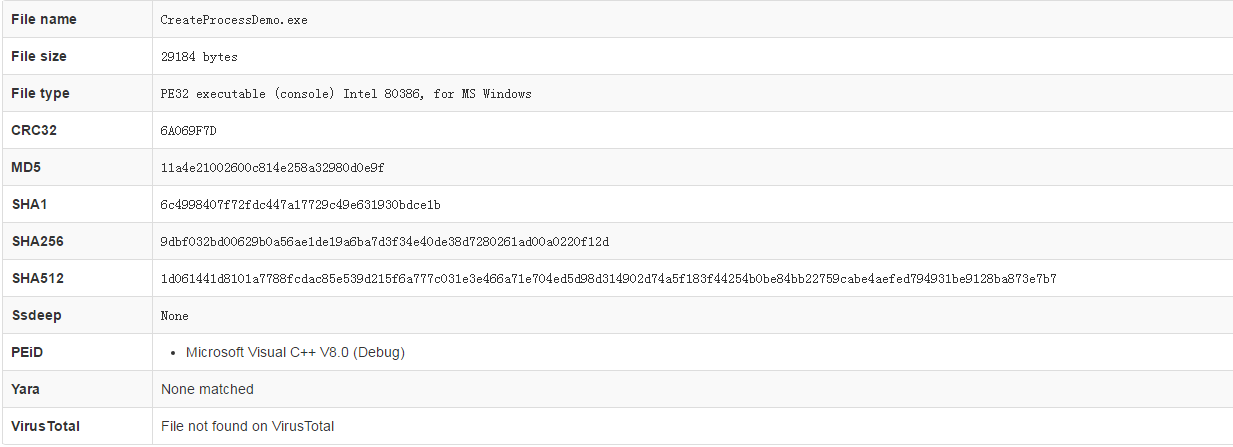 File name CreateProcessDemo.exe
File size 29184 bytes
File type PE32 executable (console) Intel 80386, for MS Windows
CRC32 6A069F7D
MD5 11a4e21002600c814e258a32980d0e9f
SHA1 6c4998407f72fdc447a17729c49e631930bdce1b
SHA256 9dbf032bd00629b0a56ae1de19a6ba7d3f34e40de38d7280261ad00a0220f12d
SHA512 1d061441d8101a7788fcdac85e539d215f6a777c031e3e466a71e704ed5d98d314902d74a5f183f44254b0be84bb22759cabe4aefed794931be9128ba873e7b7
Ssdeep None
PEiD • Microsoft Visual C++ V8.0 (Debug)
Yara None matched
VirusTotal File not found on VirusTotal